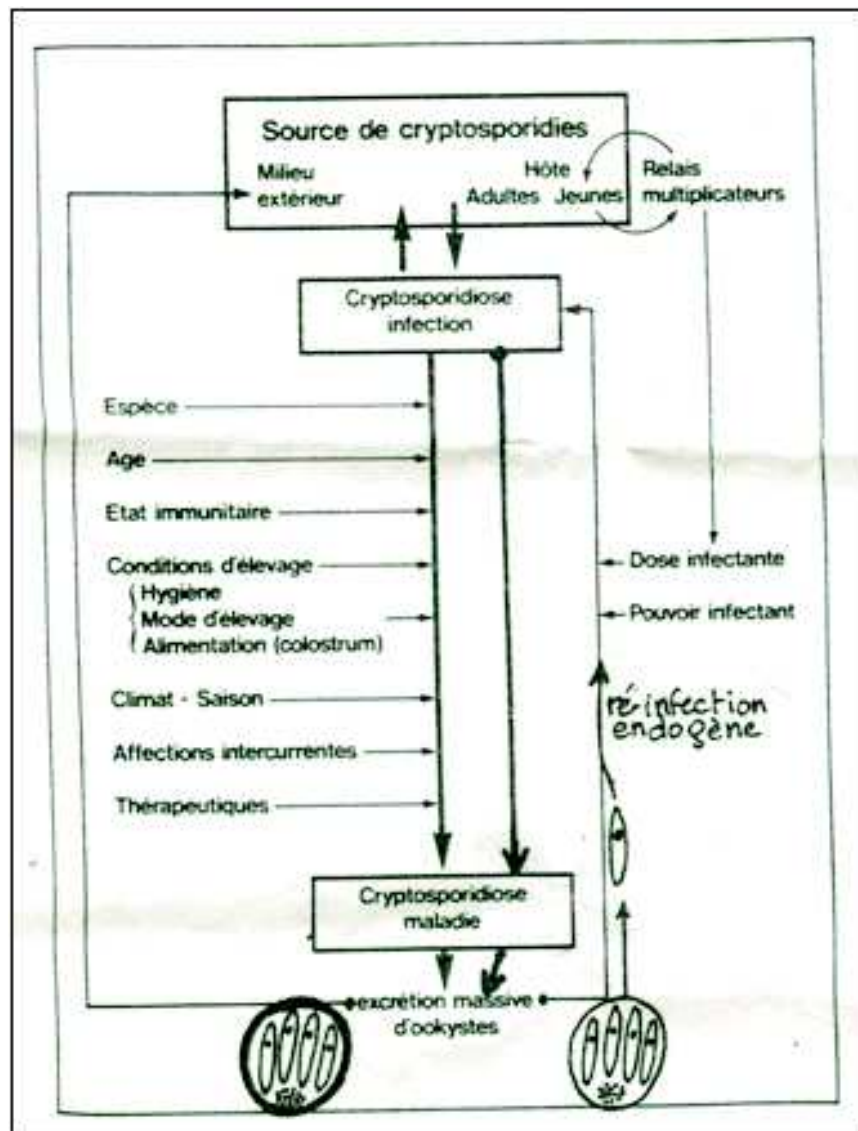 Source de cryptosporidies
Milieu
extérieur
Hôte
Adultes Jeunes
Relais
multiplicateurs
Cryptosporidiose
infection
Espèce
Age
Etat immunitaire
Conditions d'élevage
Hygiène
Mode d'élevage
Alimentation (colostrum)
Climat - Saison
Affections intercurrentes
Thérapeutiques
Dose infectante
Pouvoir infectant
ré-infection
endogène
Cryptosporidiose
maladie
excrétion massive
d'ookystes